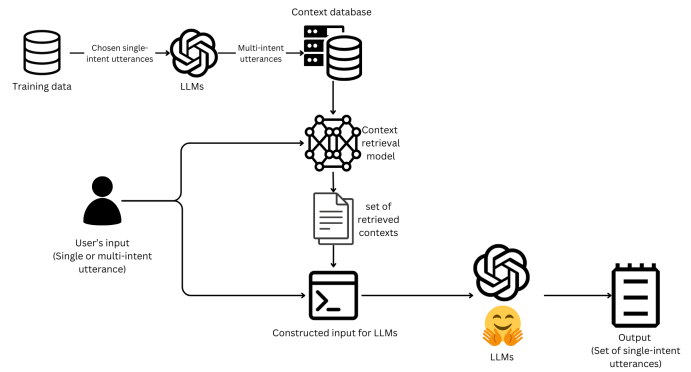 Context database
Chosen single-
intent utterances
Multi-intent
utterances
Training data
LLMs
Context
retrieval
model
set of
retrieved
contexts
User's input
(Single or multi-intent
utterance)
Constructed input for LLMs
LLMs
Output
(Set of single-intent
utterances)